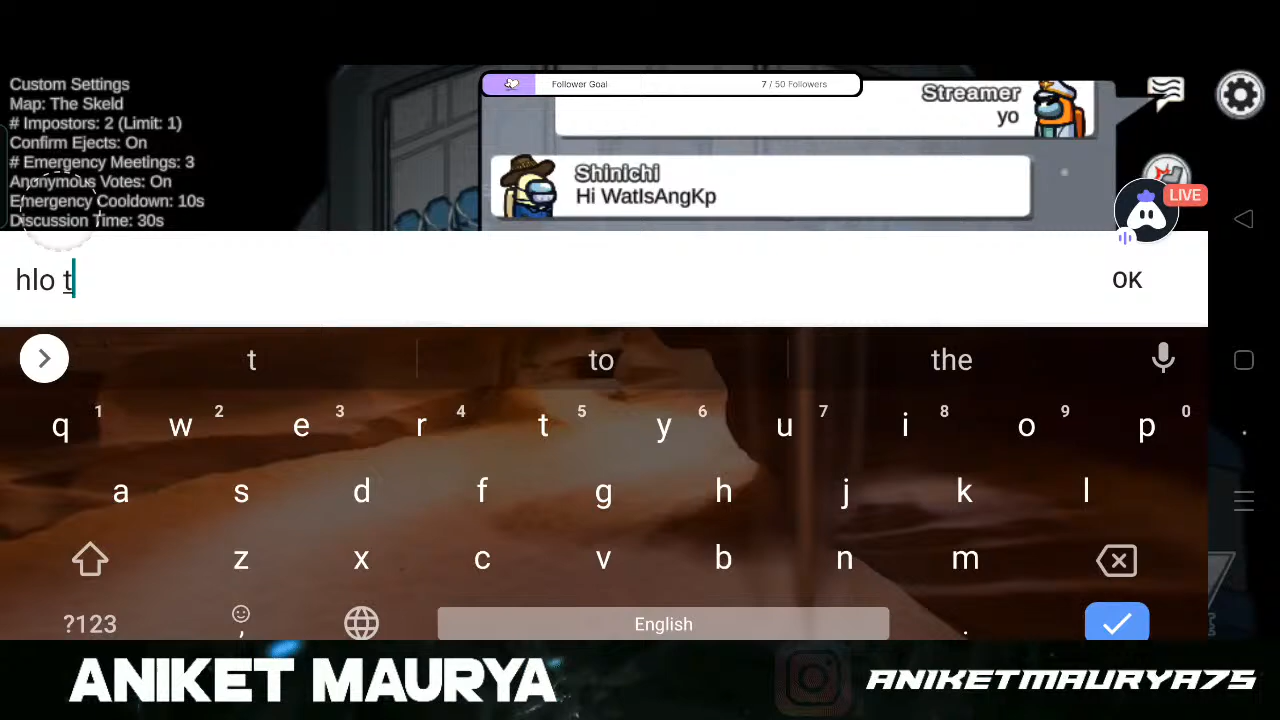 Custom Settings
Map: The Skeld
# Impostors: 2 (Limit: 1)
Confirm Ejects: On
# Emergency Meetings: 3
Anonymous Votes: On
Emergency Cooldown: 10s
Discussion Time: 30s
Follower Goal 7 / 50 Followers
Streamer
yo
Shinichi
Hi WatIsAngKp
LIVE
hlo t OK
t to the
q 1 w 2 e 3 r 4 t 5 y 6 u 7 i 8 o 9 p 0
a s d f g h j k l
z x c v b n m
?123 , English .
ANIKET MAURYA ANIKETMAURYA75